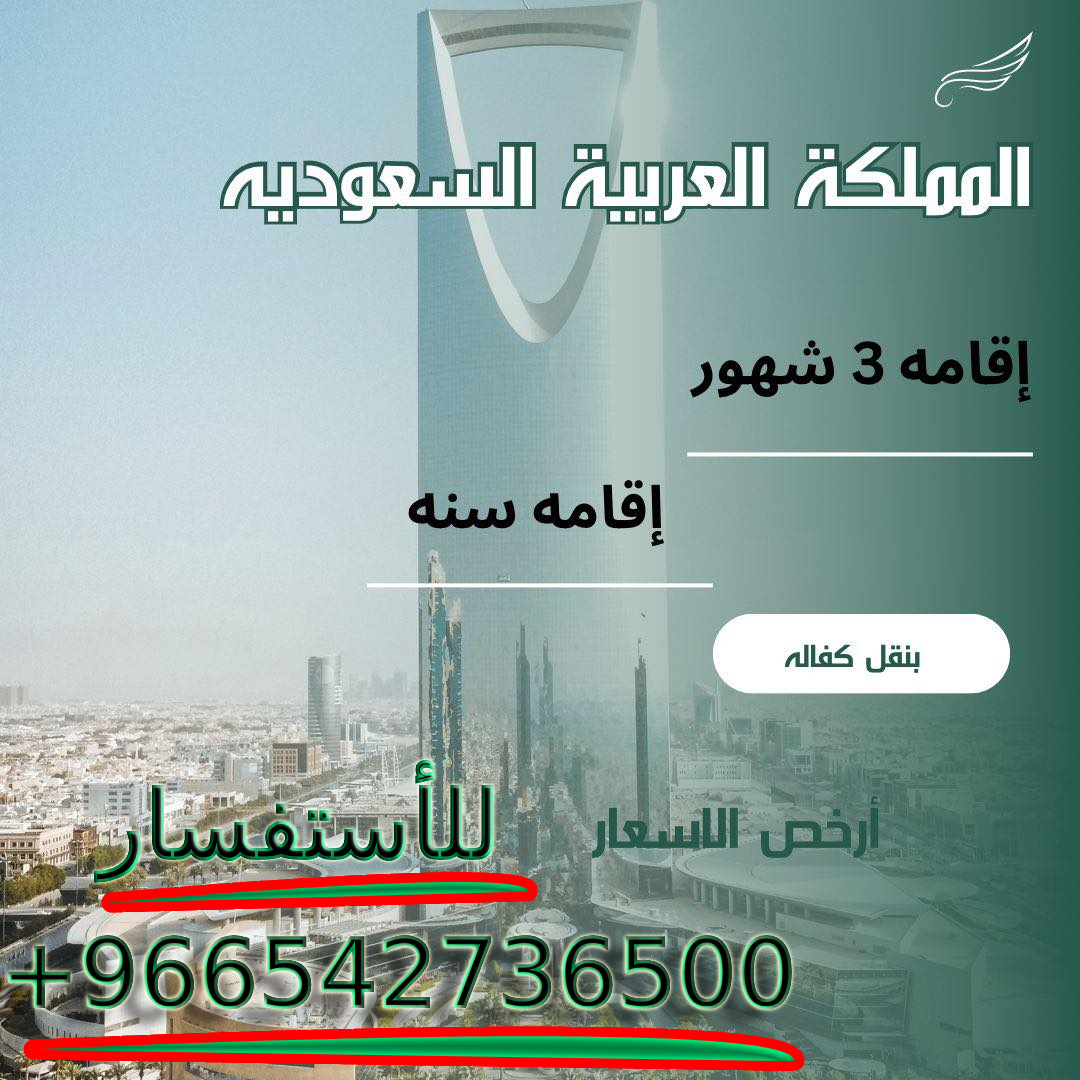 المملكة العربية السعوديه
إقامه 3 شهور
إقامه سنه
بنقل كفاله
أرخص الاسعار
للأستفسار
+966542736500